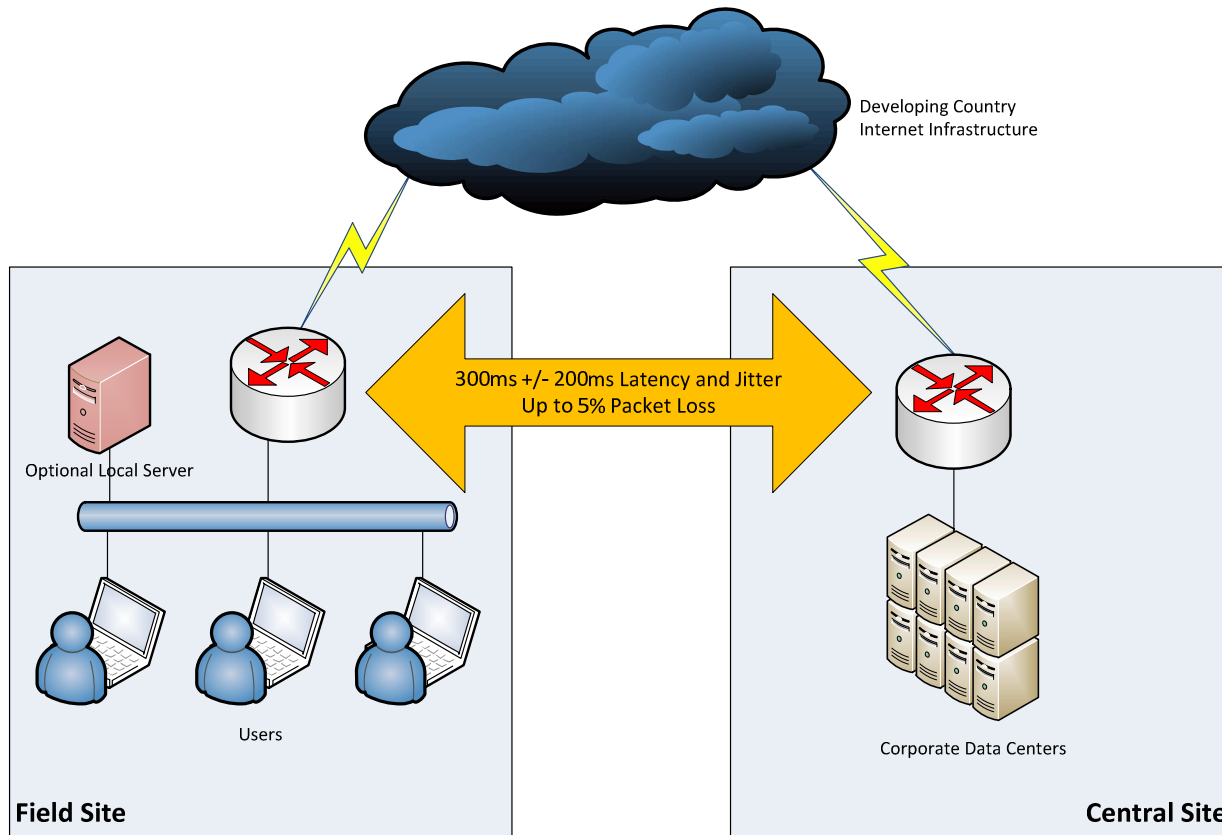 Developing Country
Internet Infrastructure
300ms +/- 200ms Latency and Jitter
Up to 5% Packet Loss
Optional Local Server
Users
Corporate Data Centers
Field Site
Central Site